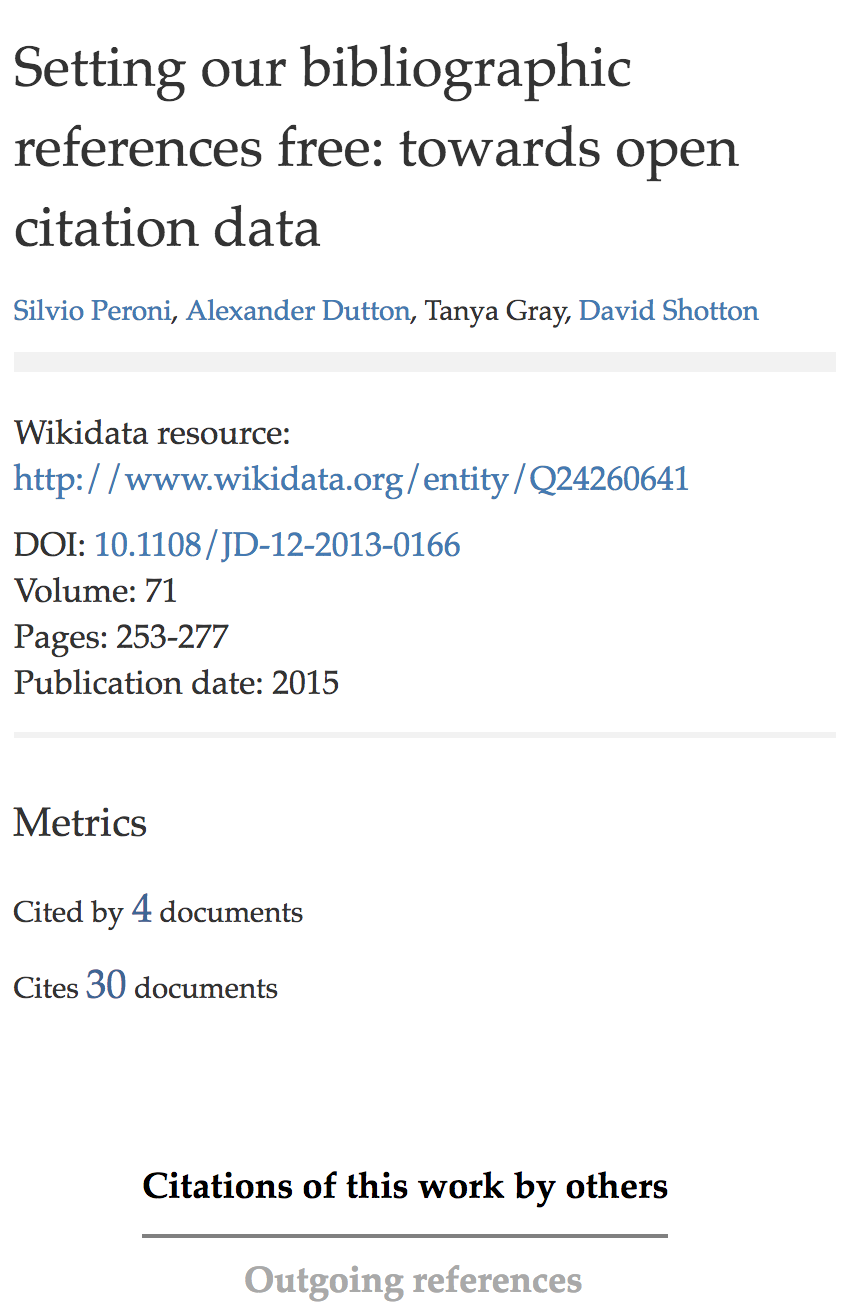 Setting our bibliographic
references free: towards open
citation data
Silvio Peroni, Alexander Dutton, Tanya Gray, David Shotton
Wikidata resource:
http://www.wikidata.org/entity/Q24260641
DOI: 10.1108/JD-12-2013-0166
Volume: 71
Pages: 253-277
Publication date: 2015
Metrics
Cited by 4 documents
Cites 30 documents
Citations of this work by others
Outgoing references